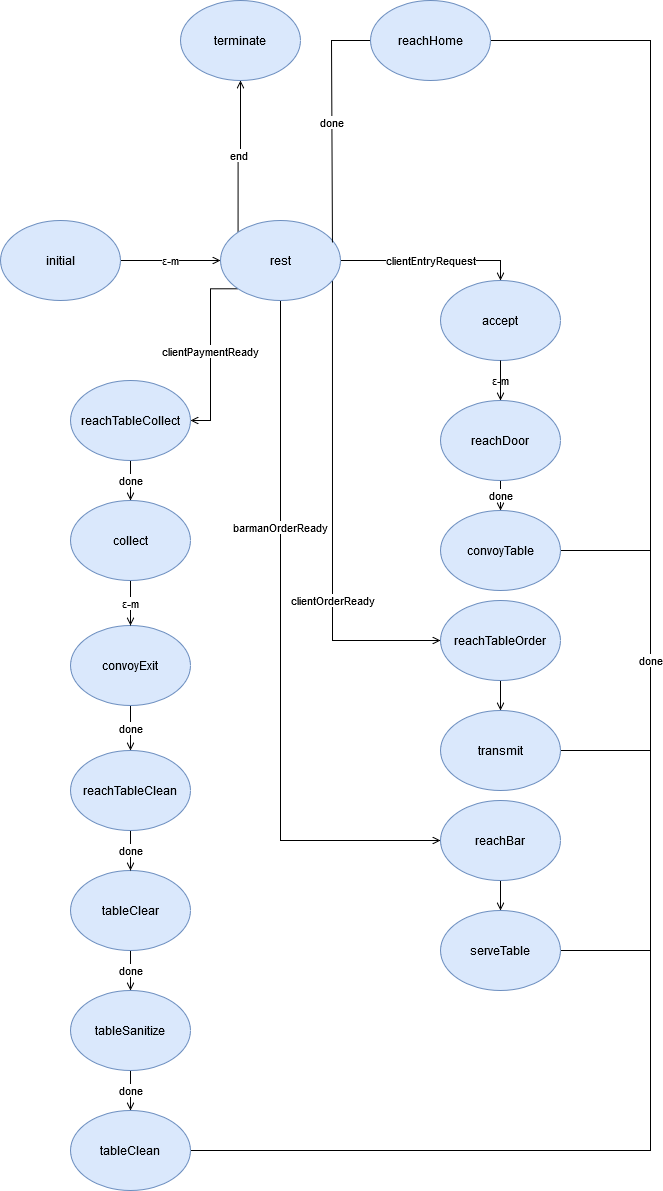 terminate
reachHome
done
end
initial
ε-m
rest
clientEntryRequest
accept
clientPaymentReady
ε-m
reachTableCollect
reachDoor
done
done
barmanOrderReady
collect
convoyTable
ε-m
clientOrderReady
reachTableOrder
convoyExit
done
done
transmit
reachTableClean
reachBar
done
tableClear
serveTable
done
tableSanitize
done
tableClean